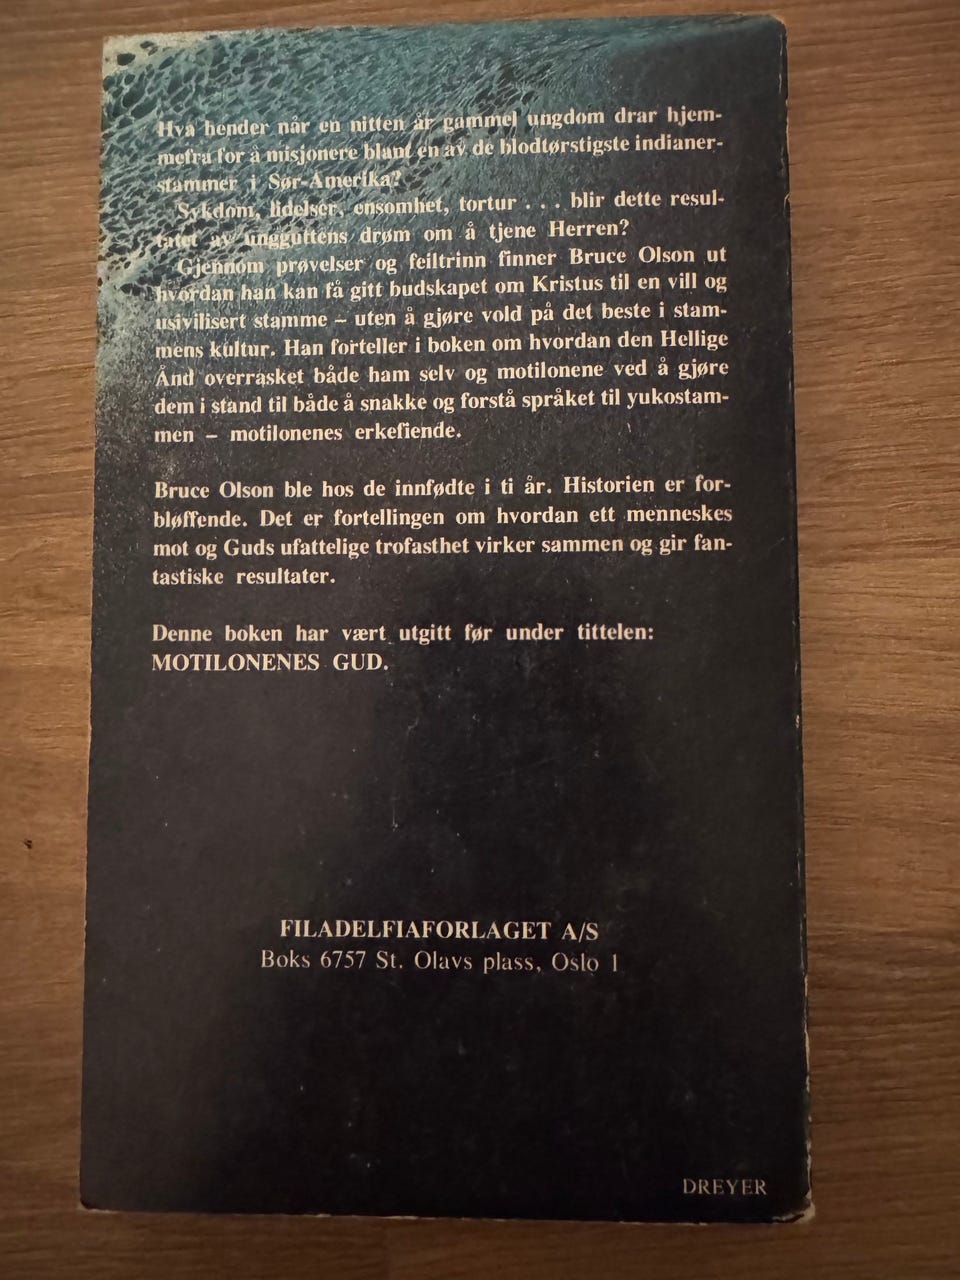 Hva hender når en nitten år gammel ungdom drar hjem-
mefra for å misjonere blant en av de blodtørstigste indianer-
stammer i Sør-Amerika?
Sykdom, lidelser, ensomhet, tortur . . . blir dette resul-
tatet av ungguttens drøm om å tjene Herren?
Gjennom prøvelser og feiltrinn finner Bruce Olson ut
hvordan han kan få gitt budskapet om Kristus til en vill og
usivilisert stamme – uten å gjøre vold på det beste i stam-
mens kultur. Han forteller i boken om hvordan den Hellige
Ånd overrasket både ham selv og motilonene ved å gjøre
dem i stand til både å snakke og forstå språket til yukostam-
men – motilonenes erkefiende.
Bruce Olson ble hos de innfødte i ti år. Historien er for-
bløffende. Det er fortellingen om hvordan ett menneskes
mot og Guds ufattelige trofasthet virker sammen og gir fan-
tastiske resultater.
Denne boken har vært utgitt før under tittelen:
MOTILONENES GUD.
FILADELFIAFORLAGET A/S
Boks 6757 St. Olavs plass, Oslo 1
DREYER